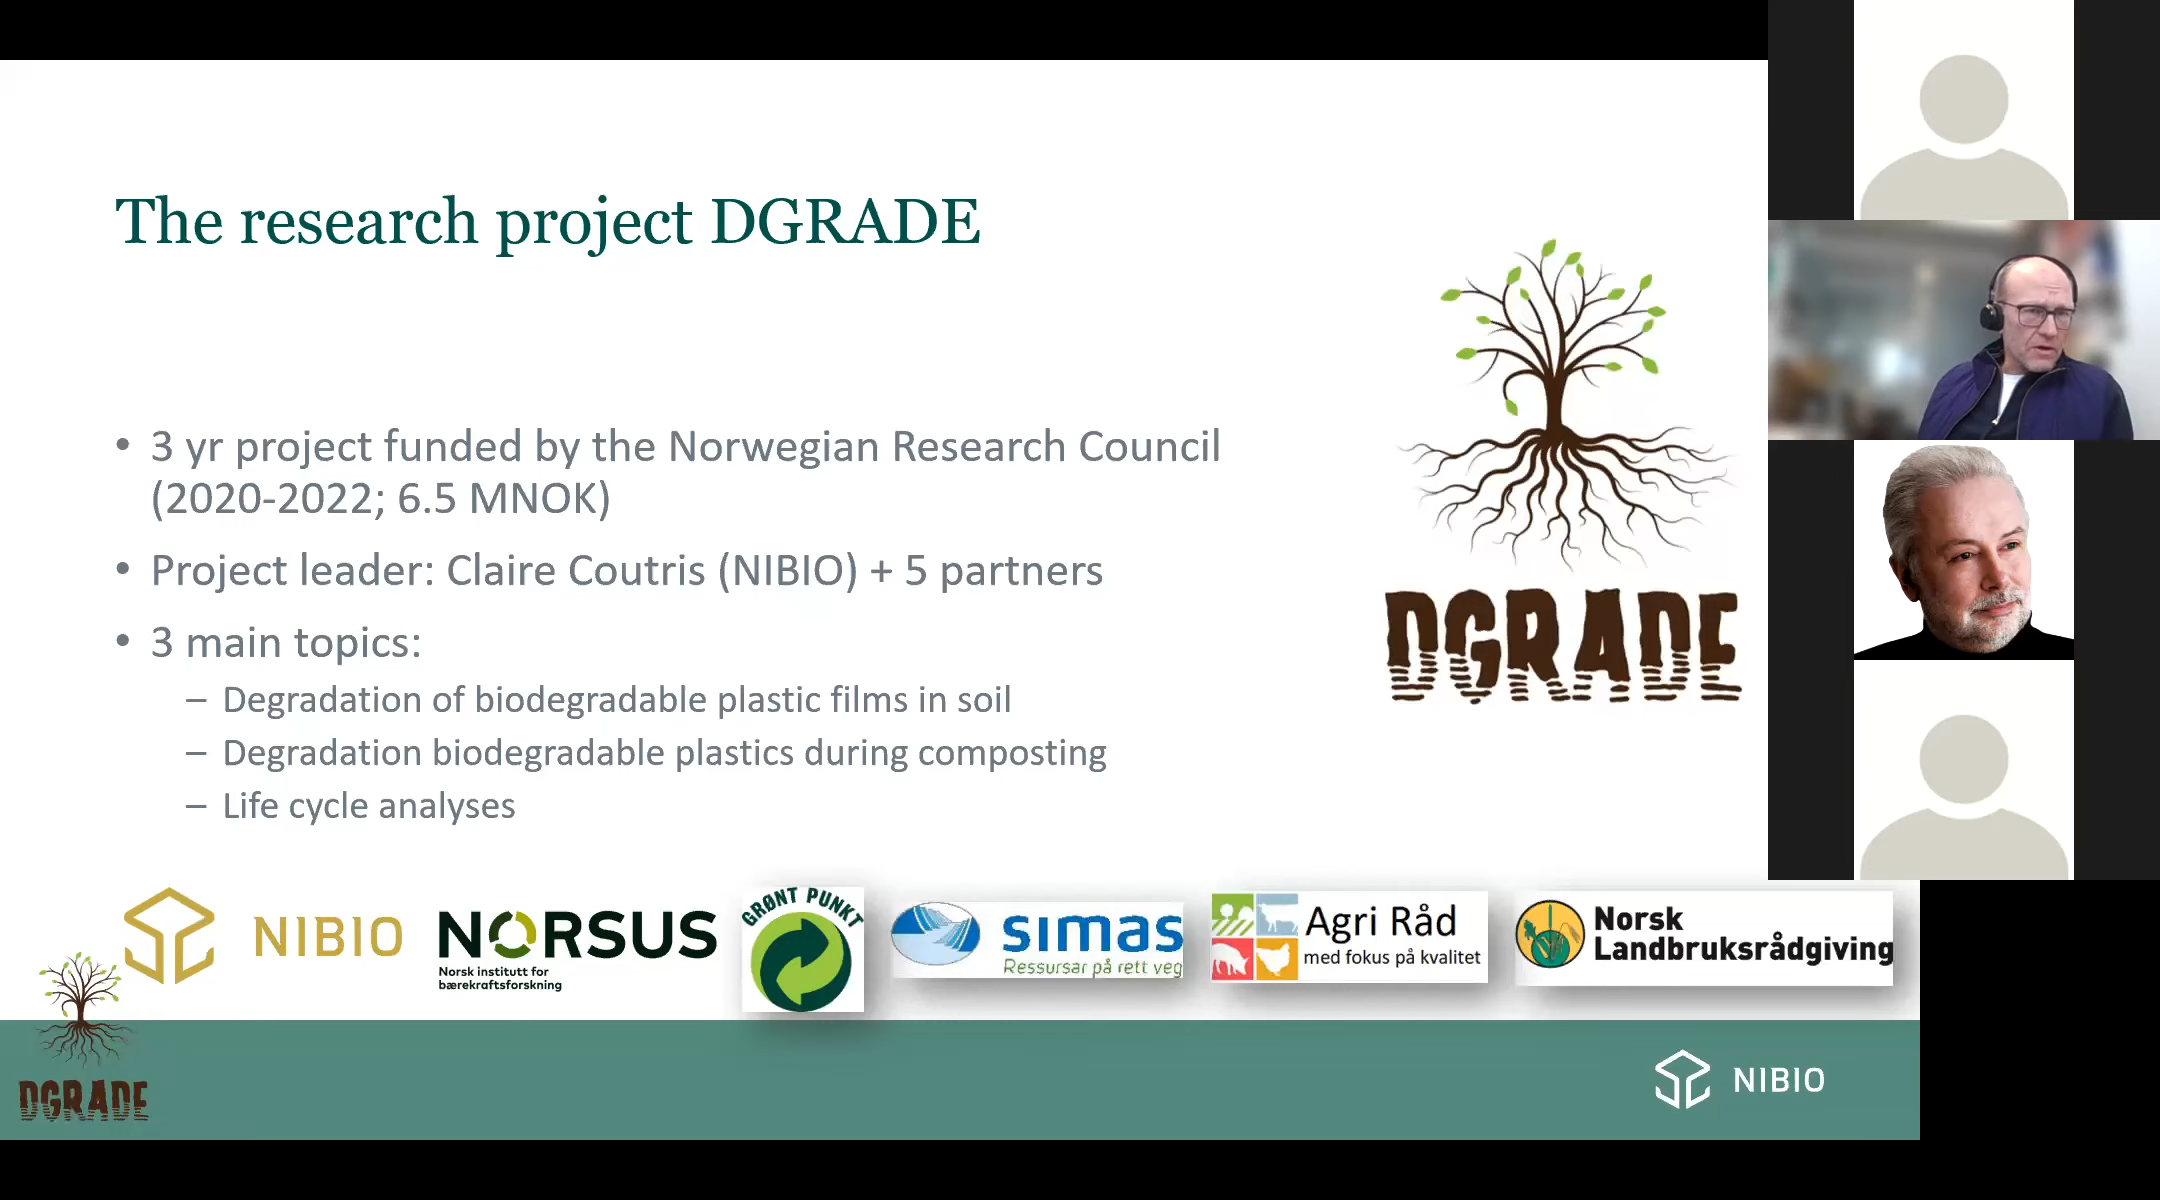 The research project DGRADE
• 3 yr project funded by the Norwegian Research Council
(2020-2022; 6.5 MNOK)
• Project leader: Claire Coutris (NIBIO) + 5 partners
• 3 main topics:
– Degradation of biodegradable plastic films in soil
– Degradation biodegradable plastics during composting
– Life cycle analyses
DGRADE
NIBIO
NORSUS
Norsk institutt for
bærekraftsforskning
GRØNT PUNKT
simas
Ressursar på rett veg
Agri Råd
med fokus på kvalitet
Norsk
Landbruksrådgiving
DGRADE
NIBIO